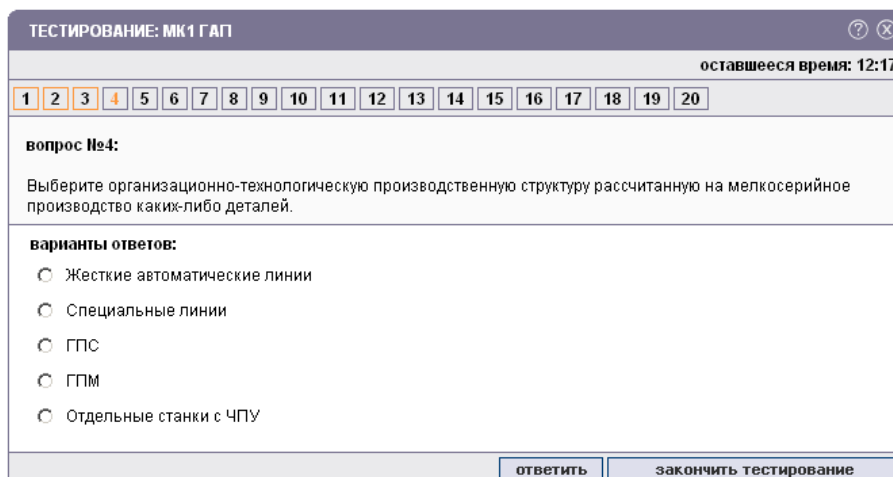 ТЕСТИРОВАНИЕ: МК1 ГАП
оставшееся время: 12:17
1 2 3 4 5 6 7 8 9 10 11 12 13 14 15 16 17 18 19 20
вопрос №4:
Выберите организационно-технологическую производственную структуру рассчитанную на мелкосерийное
производство каких-либо деталей.
варианты ответов:
Жесткие автоматические линии
Специальные линии
ГПС
ГПМ
Отдельные станки с ЧПУ
ответить закончить тестирование